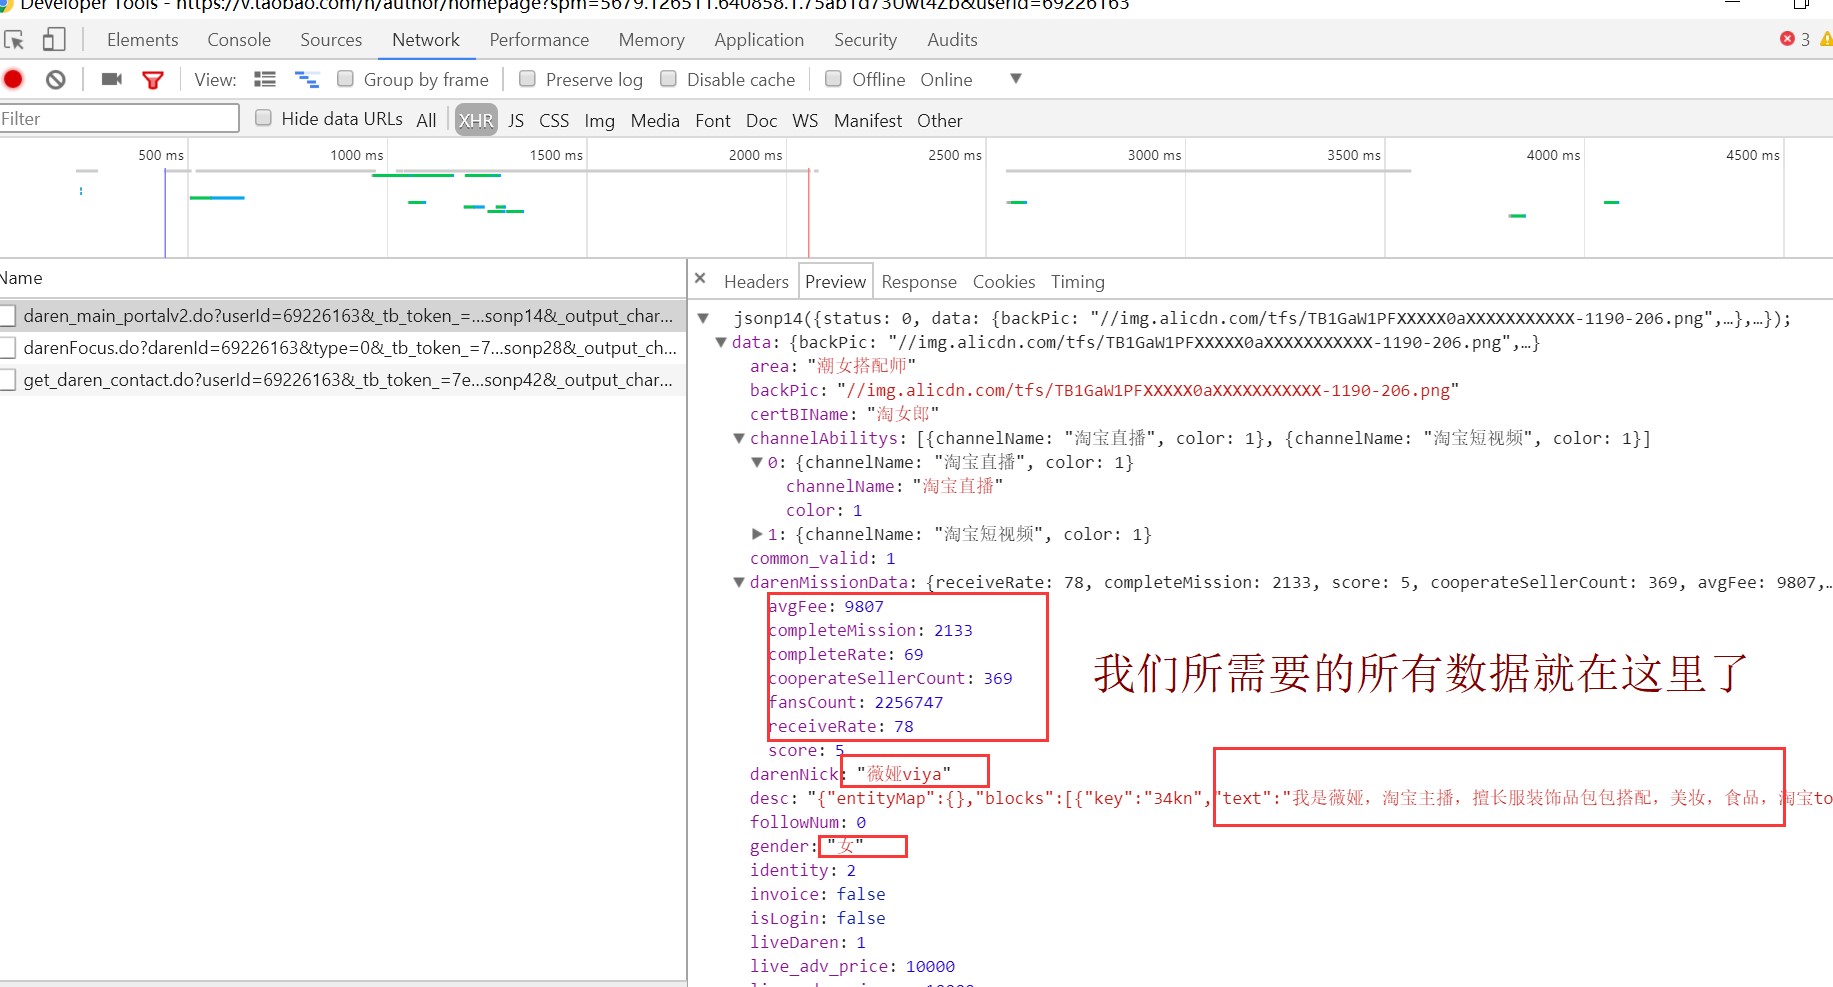 Developer Tools - https://v.taobao.com/n/author/homepage?spm=5679.126511.640858.1.75ab1d73Uwt4Zb&userId=69226163
Elements Console Sources Network Performance Memory Application Security Audits 3
View: Group by frame Preserve log Disable cache Offline Online
Filter Hide data URLs All XHR JS CSS Img Media Font Doc WS Manifest Other
500 ms 1000 ms 1500 ms 2000 ms 2500 ms 3000 ms 3500 ms 4000 ms 4500 ms
Name
daren_main_portalv2.do?userId=69226163&_tb_token_=...sonp14&_output_char...
darenFocus.do?darenId=69226163&type=0&_tb_token_=7...sonp28&_output_ch...
get_daren_contact.do?userId=69226163&_tb_token_=7e...sonp42&_output_char...
× Headers Preview Response Cookies Timing
jsonp14({status: 0, data: {backPic: "//img.alicdn.com/tfs/TB1GaW1PFXXXXX0aXXXXXXXXXXX-1190-206.png",…},…});
data: {backPic: "//img.alicdn.com/tfs/TB1GaW1PFXXXXX0aXXXXXXXXXXX-1190-206.png",…}
area: "潮女搭配师"
backPic: "//img.alicdn.com/tfs/TB1GaW1PFXXXXX0aXXXXXXXXXXX-1190-206.png"
certBIName: "淘女郎"
channelAbilitys: [{channelName: "淘宝直播", color: 1}, {channelName: "淘宝短视频", color: 1}]
0: {channelName: "淘宝直播", color: 1}
channelName: "淘宝直播"
color: 1
1: {channelName: "淘宝短视频", color: 1}
common_valid: 1
darenMissionData: {receiveRate: 78, completeMission: 2133, score: 5, cooperateSellerCount: 369, avgFee: 9807,…
avgFee: 9807
completeMission: 2133
completeRate: 69
cooperateSellerCount: 369
fansCount: 2256747
receiveRate: 78
score: 5
我们所需要的所有数据就在这里了
darenNick: "薇娅viya"
desc: "{"entityMap":{},"blocks":[{"key":"34kn","text":"我是薇娅，淘宝主播，擅长服装饰品包包搭配，美妆，食品，淘宝to
followNum: 0
gender: "女"
identity: 2
invoice: false
isLogin: false
liveDaren: 1
live_adv_price: 10000